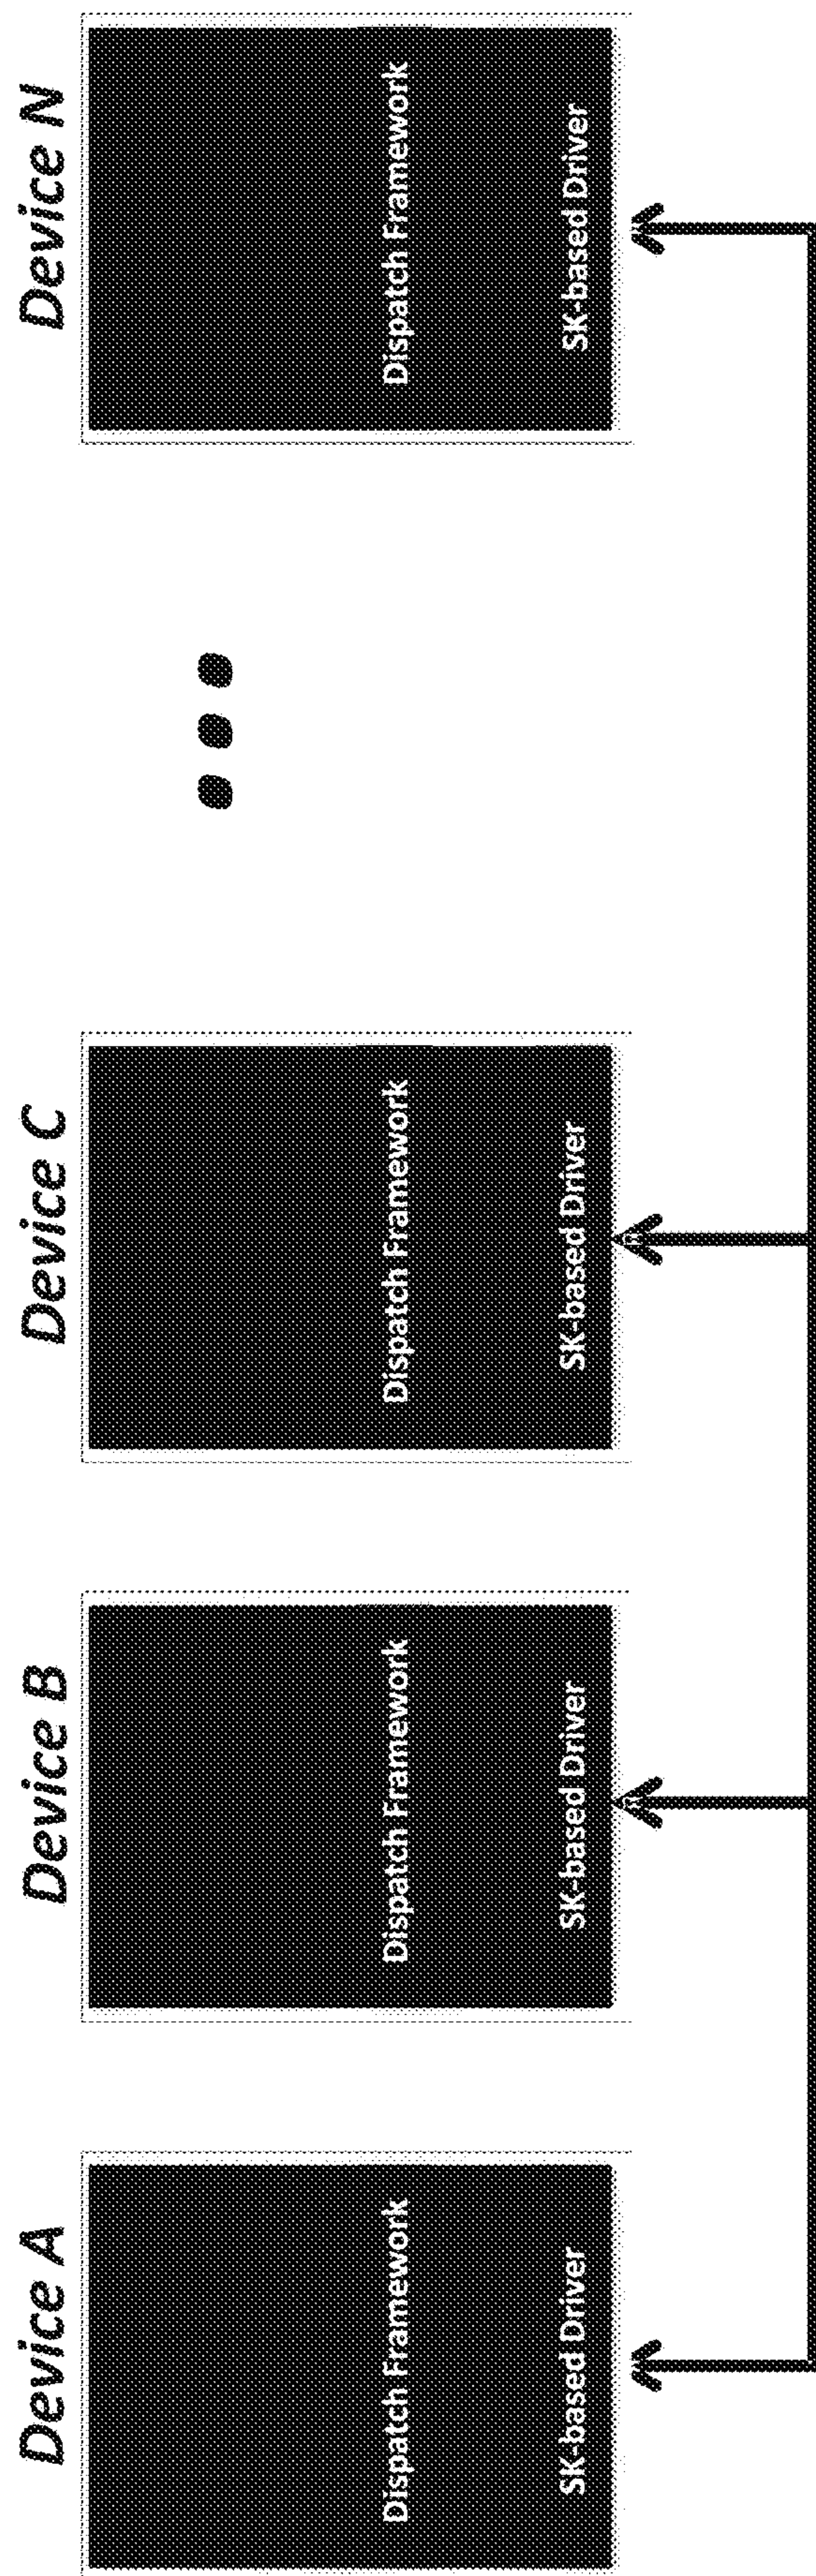 Device A
Dispatch Framework
SK-based Driver
Device B
Dispatch Framework
SK-based Driver
Device C
Dispatch Framework
SK-based Driver
Device N
Dispatch Framework
SK-based Driver